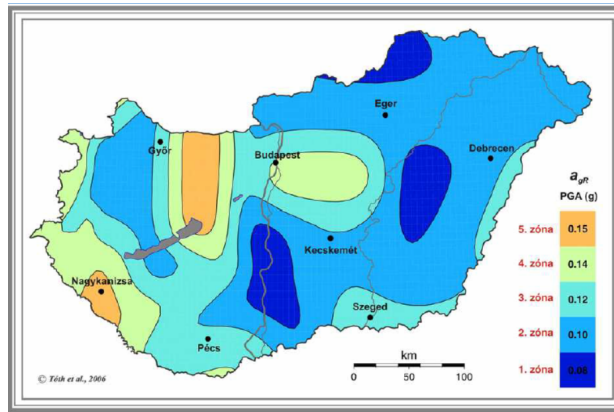 Eger
Győr
Budapest
Debrecen
a gR
PGA (g)
5. zóna 0.15
Kecskemét
4. zóna 0.14
Nagykanizsa
3. zóna 0.12
Szeged
2. zóna 0.10
Pécs
km
1. zóna 0.08
0 50 100
© Tóth et al., 2006